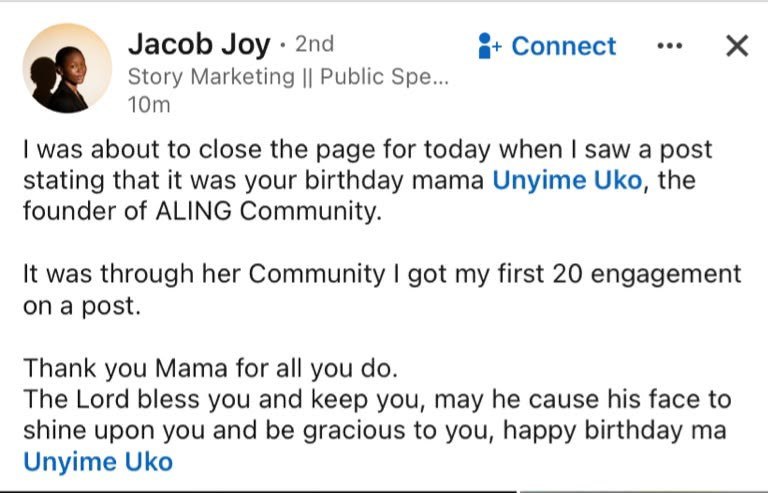 Jacob Joy · 2nd
Connect
Story Marketing || Public Spe...
10m
I was about to close the page for today when I saw a post
stating that it was your birthday mama Unyime Uko, the
founder of ALING Community.
It was through her Community I got my first 20 engagement
on a post.
Thank you Mama for all you do.
The Lord bless you and keep you, may he cause his face to
shine upon you and be gracious to you, happy birthday ma
Unyime Uko